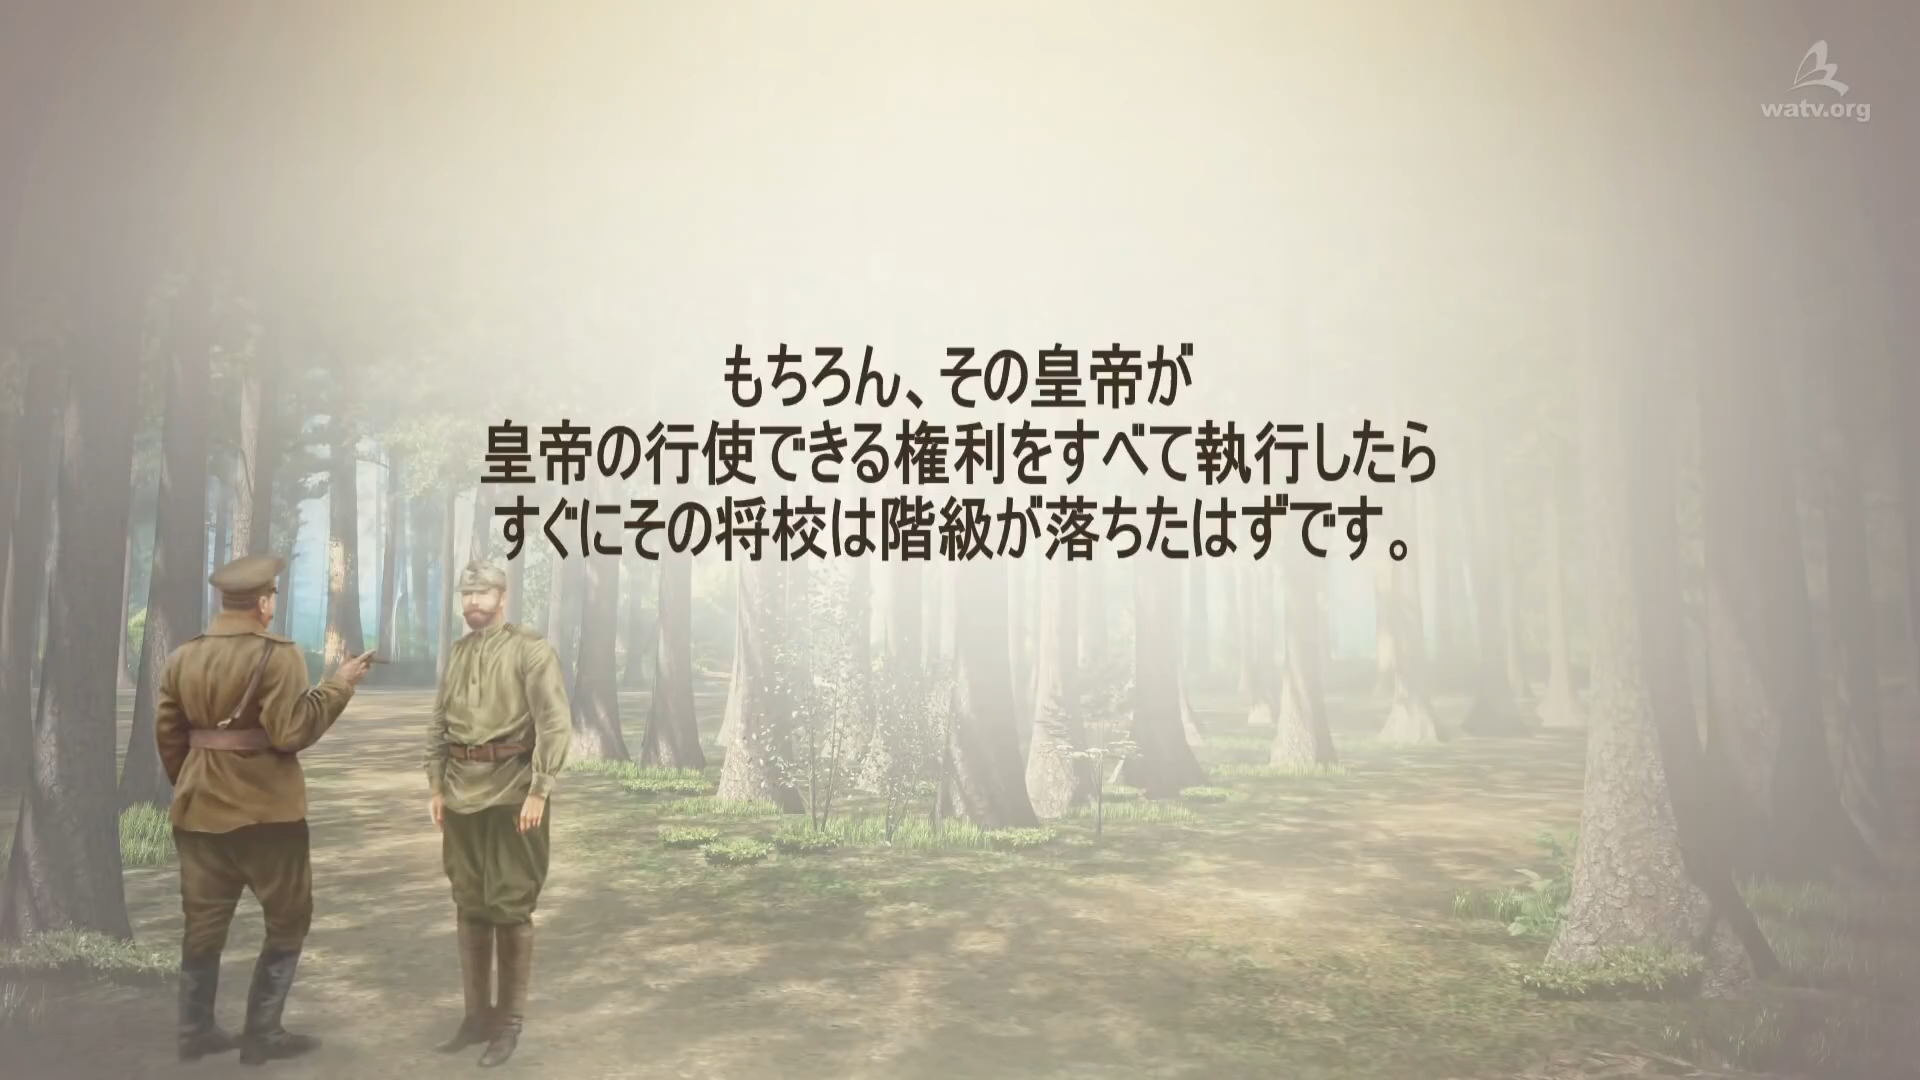 watv.org
もちろん、その皇帝が
皇帝の行使できる権利をすべて執行したら
すぐにその将校は階級が落ちたはずです。